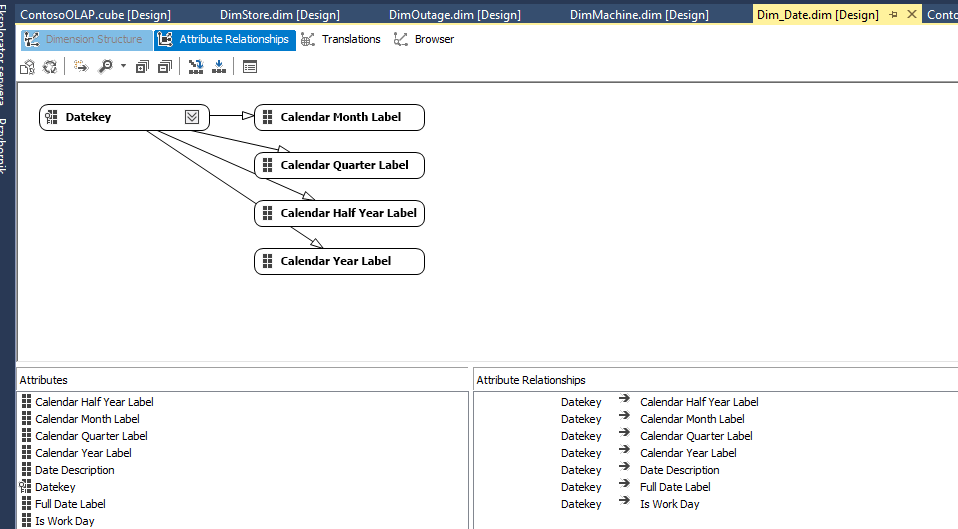 ContosoOLAP.cube [Design] DimStore.dim [Design] DimOutage.dim [Design] DimMachine.dim [Design] Dim_Date.dim [Design] Conto
Dimension Structure Attribute Relationships Translations Browser
Eksplorator serwera
Przybornik
Datekey Calendar Month Label
Calendar Quarter Label
Calendar Half Year Label
Calendar Year Label
Attributes
Calendar Half Year Label
Calendar Month Label
Calendar Quarter Label
Calendar Year Label
Date Description
Datekey
Full Date Label
Is Work Day
Attribute Relationships
Datekey Calendar Half Year Label
Datekey Calendar Month Label
Datekey Calendar Quarter Label
Datekey Calendar Year Label
Datekey Date Description
Datekey Full Date Label
Datekey Is Work Day